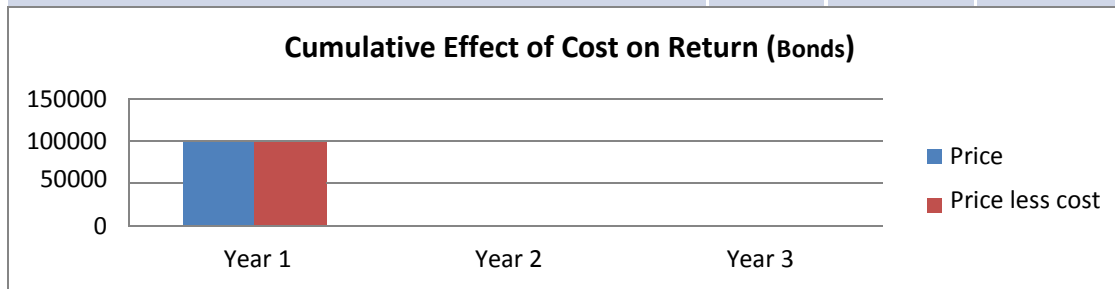 Cumulative Effect of Cost on Return (Bonds)
150000
100000
50000
0
Year 1 Year 2 Year 3
Price
Price less cost